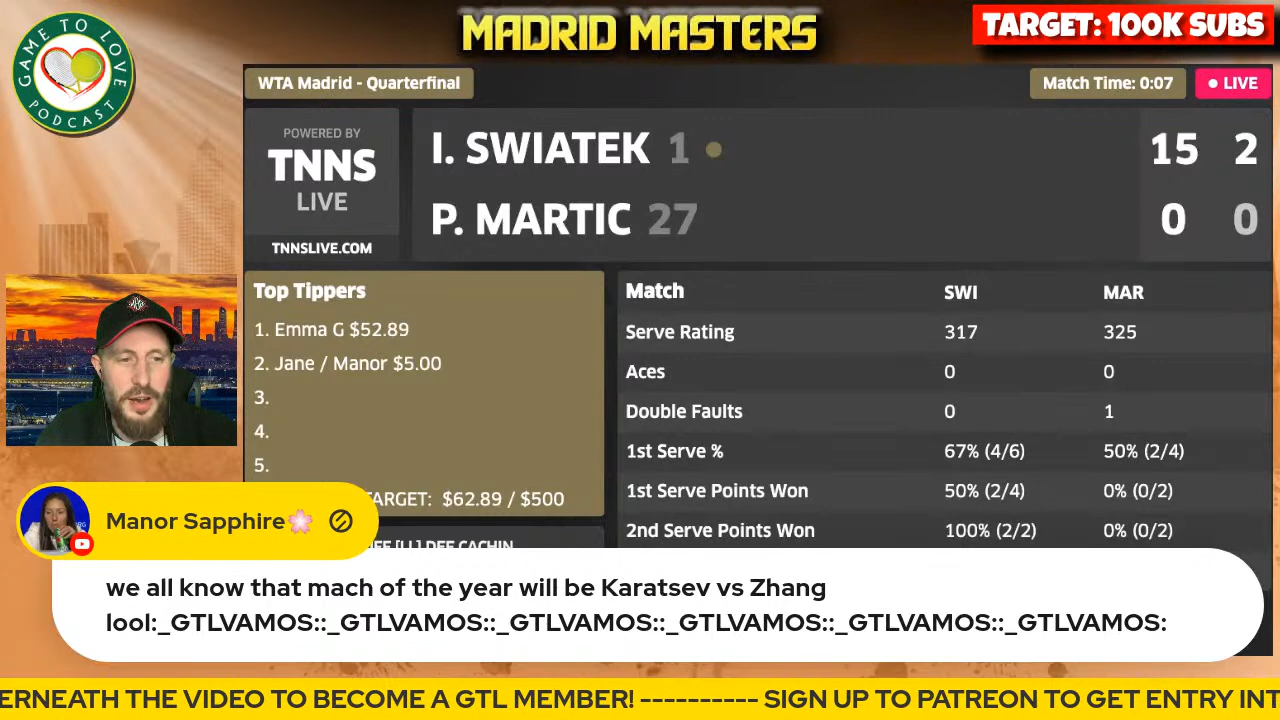 GAME TO LOVE
PODCAST
MADRID MASTERS
TARGET: 100K SUBS
WTA Madrid - Quarterfinal
Match Time: 0:07
LIVE
POWERED BY
TNNS
LIVE
TNNSLIVE.COM
I. SWIATEK 1
15 2
P. MARTIC 27
0 0
Top Tippers
1. Emma G $52.89
2. Jane / Manor $5.00
3.
4.
5.
TARGET: $62.89 / $500
Match SWI MAR
Serve Rating 317 325
Aces 0 0
Double Faults 0 1
1st Serve % 67% (4/6) 50% (2/4)
1st Serve Points Won 50% (2/4) 0% (0/2)
2nd Serve Points Won 100% (2/2) 0% (0/2)
Manor Sapphire🌸
we all know that mach of the year will be Karatsev vs Zhang
lool:_GTLVAMOS::_GTLVAMOS::_GTLVAMOS::_GTLVAMOS::_GTLVAMOS::_GTLVAMOS:
ERNEATH THE VIDEO TO BECOME A GTL MEMBER! ---------- SIGN UP TO PATREON TO GET ENTRY INT